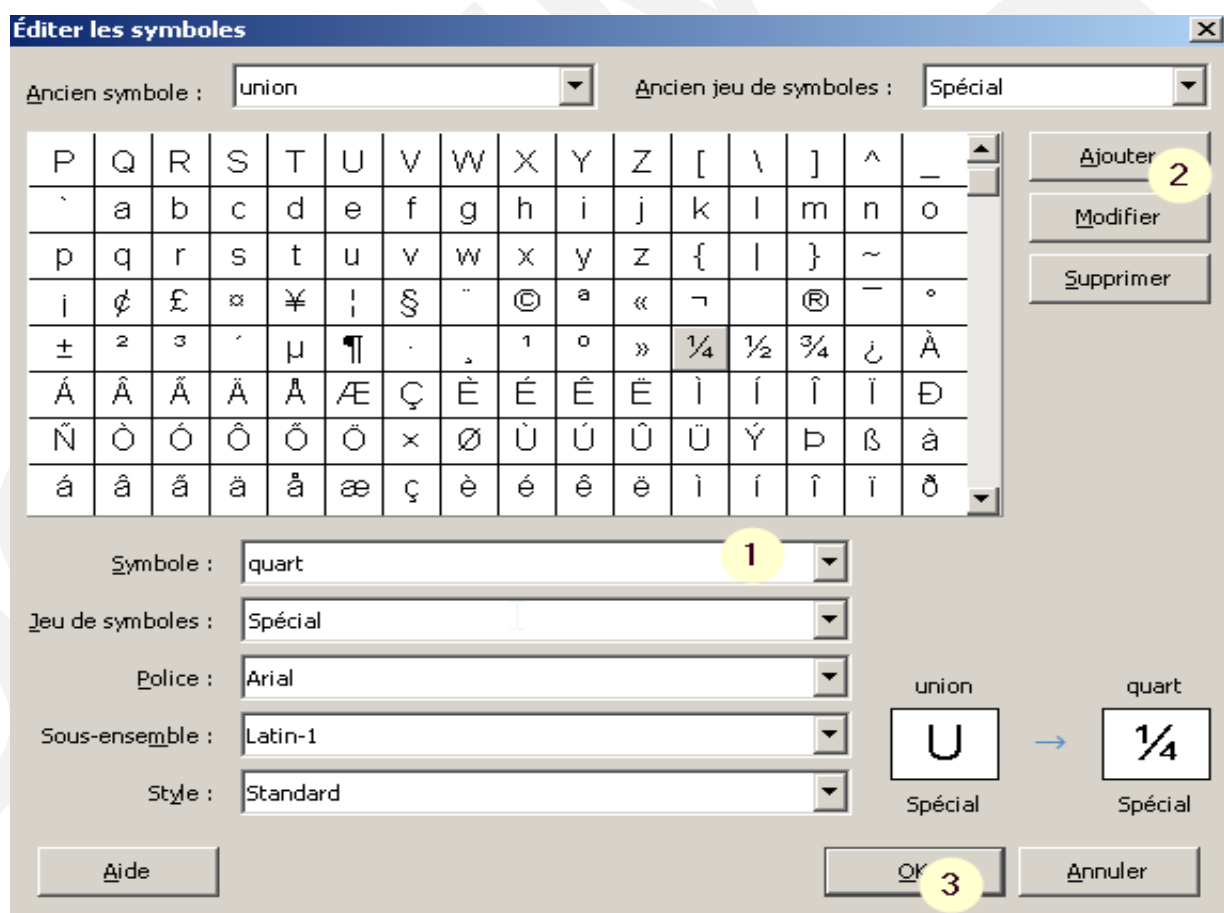 Éditer les symboles
Ancien symbole : union Ancien jeu de symboles : Spécial
P Q R S T U V W X Y Z [ \ ] ^ _
` a b c d e f g h i j k l m n o
p q r s t u v w x y z { | } ~
¡ ¢ £ ¤ ¥ ¦ § ¨ © ª « ¬ ® ¯ °
± ² ³ ´ µ ¶ · ¸ ¹ º » ¼ ½ ¾ ¿ À
Á Â Ã Ä Å Æ Ç È É Ê Ë Ì Í Î Ï Ð
Ñ Ò Ó Ô Õ Ö × Ø Ù Ú Û Ü Ý Þ ß à
á â ã ä å æ ç è é ê ë ì í î ï ð
Ajouter 2
Modifier
Supprimer
Symbole : quart 1
Jeu de symboles : Spécial
Police : Arial
Sous-ensemble : Latin-1
Style : Standard
union quart
U → ¼
Spécial Spécial
Aide OK 3 Annuler